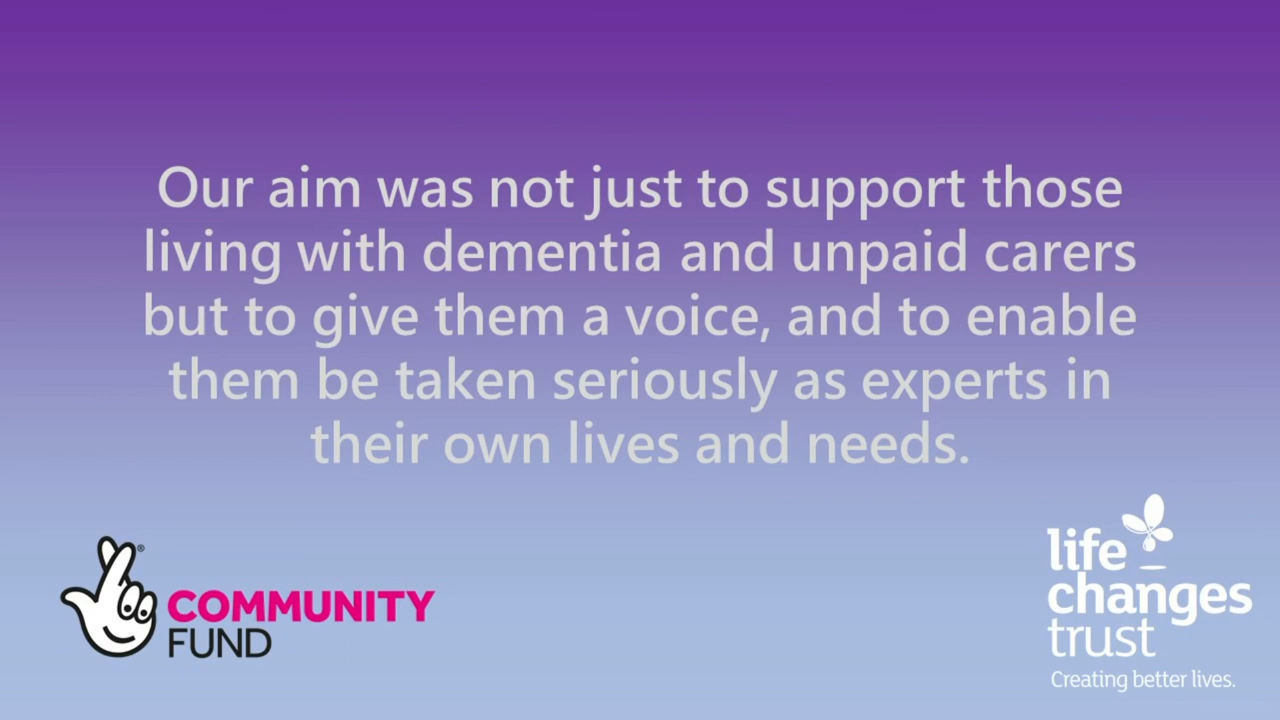 Our aim was not just to support those
living with dementia and unpaid carers
but to give them a voice, and to enable
them be taken seriously as experts in
their own lives and needs.
COMMUNITY
FUND
life
changes
trust
Creating better lives.